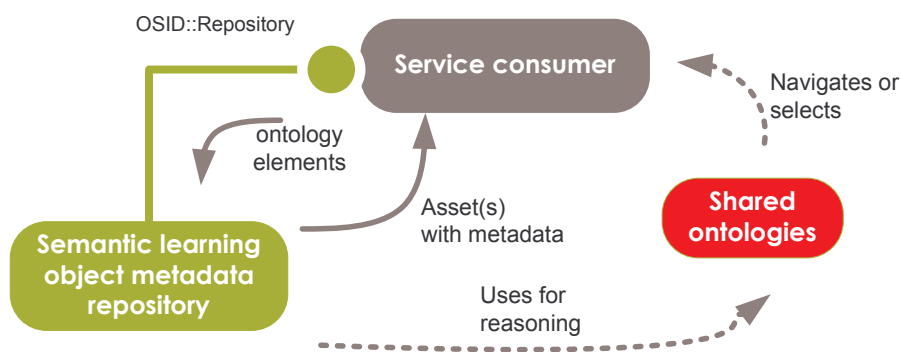 OSID::Repository
Service consumer
Navigates or
selects
ontology
elements
Asset(s)
with metadata
Shared
ontologies
Semantic learning
object metadata
repository
Uses for
reasoning